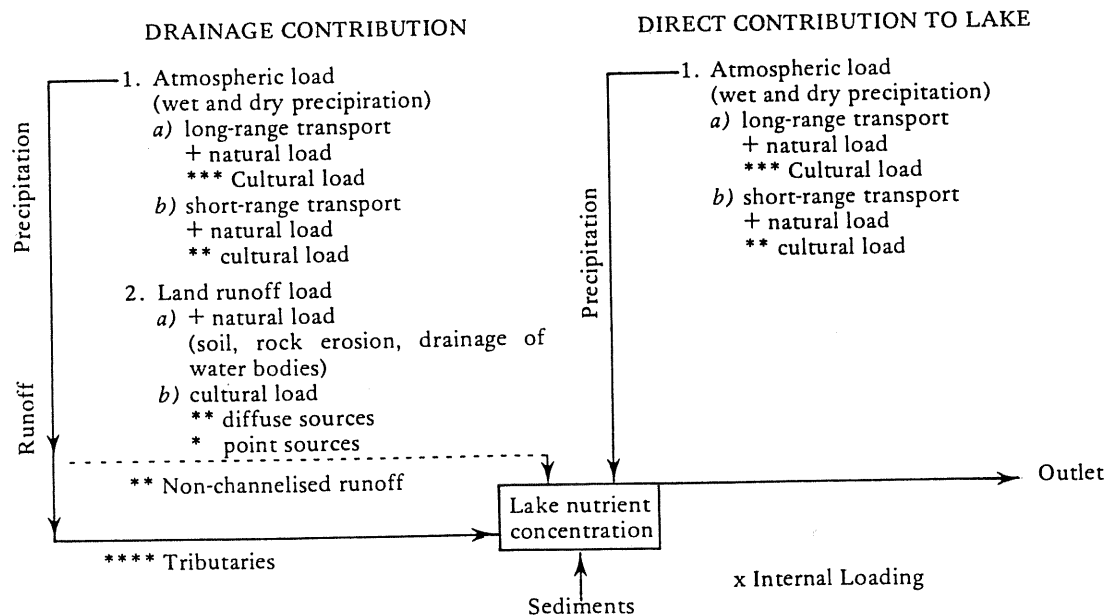 DRAINAGE CONTRIBUTION
1. Atmospheric load
(wet and dry precipiration)
a) long-range transport
+ natural load
*** Cultural load
b) short-range transport
+ natural load
** cultural load
2. Land runoff load
a) + natural load
(soil, rock erosion, drainage of
water bodies)
b) cultural load
** diffuse sources
* point sources
Precipitation
Runoff
** Non-channelised runoff
**** Tributaries
DIRECT CONTRIBUTION TO LAKE
1. Atmospheric load
(wet and dry precipitation)
a) long-range transport
+ natural load
*** Cultural load
b) short-range transport
+ natural load
** cultural load
Precipitation
Lake nutrient
concentration
Outlet
Sediments
x Internal Loading